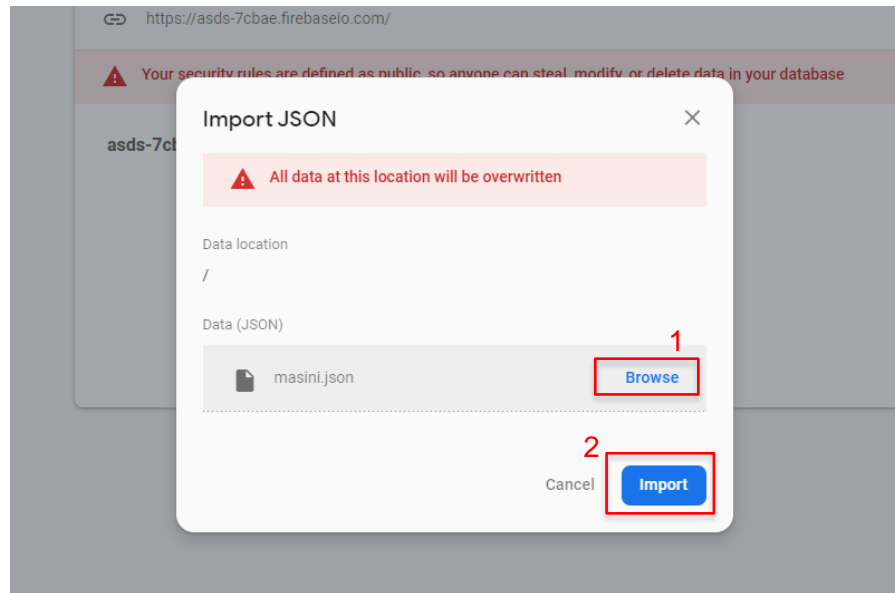 https://asds-7cbae.firebaseio.com/
Your security rules are defined as public, so anyone can steal, modify, or delete data in your database
asds-7cb
Import JSON
All data at this location will be overwritten
Data location
/
Data (JSON)
1
masini.json
Browse
2
Cancel
Import